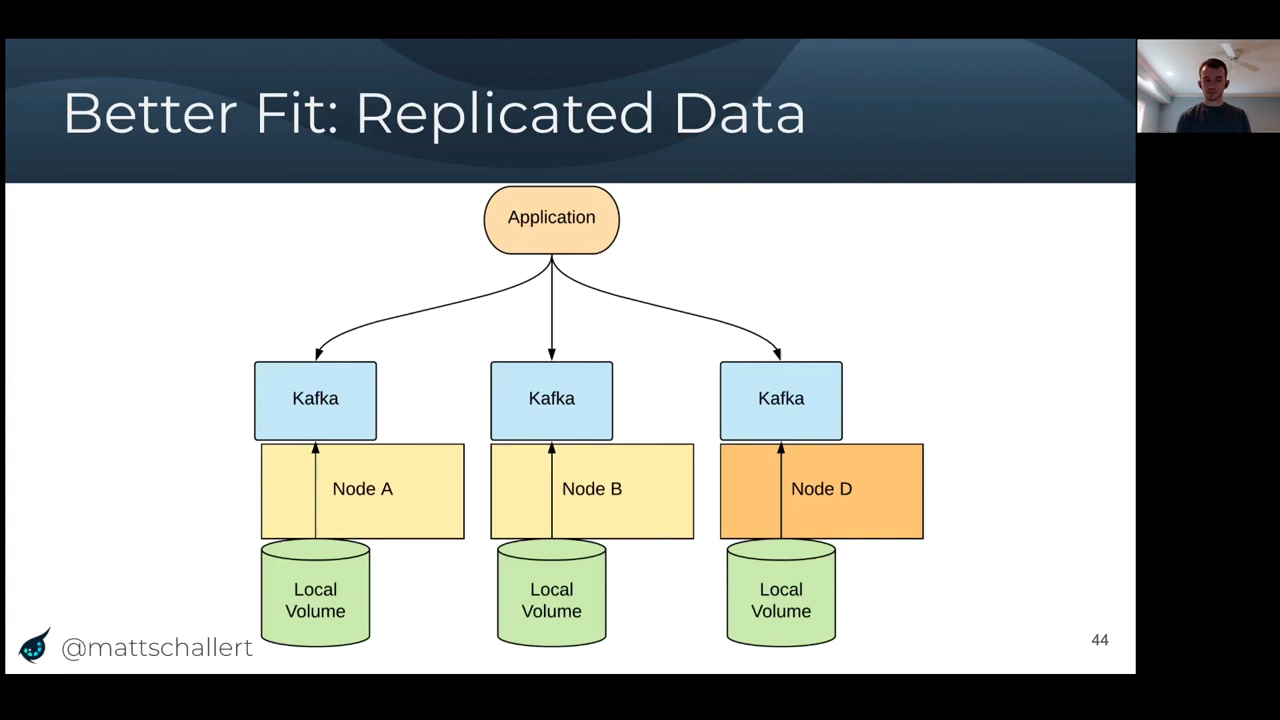 Better Fit: Replicated Data
Application
Kafka
Kafka
Kafka
Node A
Node B
Node D
Local
Volume
Local
Volume
Local
Volume
@mattschallert
44